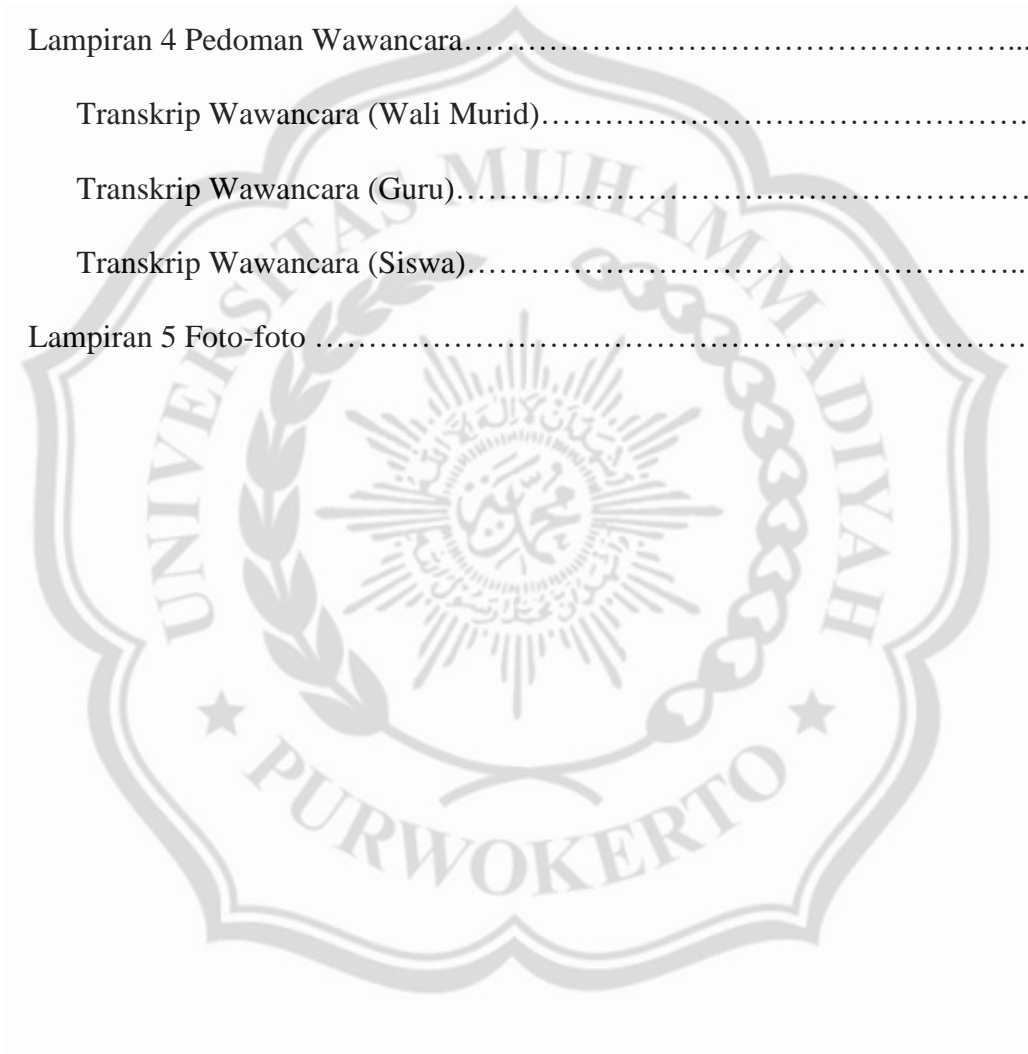 Lampiran 4 Pedoman Wawancara……………………………………………...
Transkrip Wawancara (Wali Murid)……………………………………….
Transkrip Wawancara (Guru)………………………………………………
Transkrip Wawancara (Siswa)……………………………………………..
Lampiran 5 Foto-foto ………………………………………………………….
UNIVERSITAS MUHAMMADIYAH
PURWOKERTO